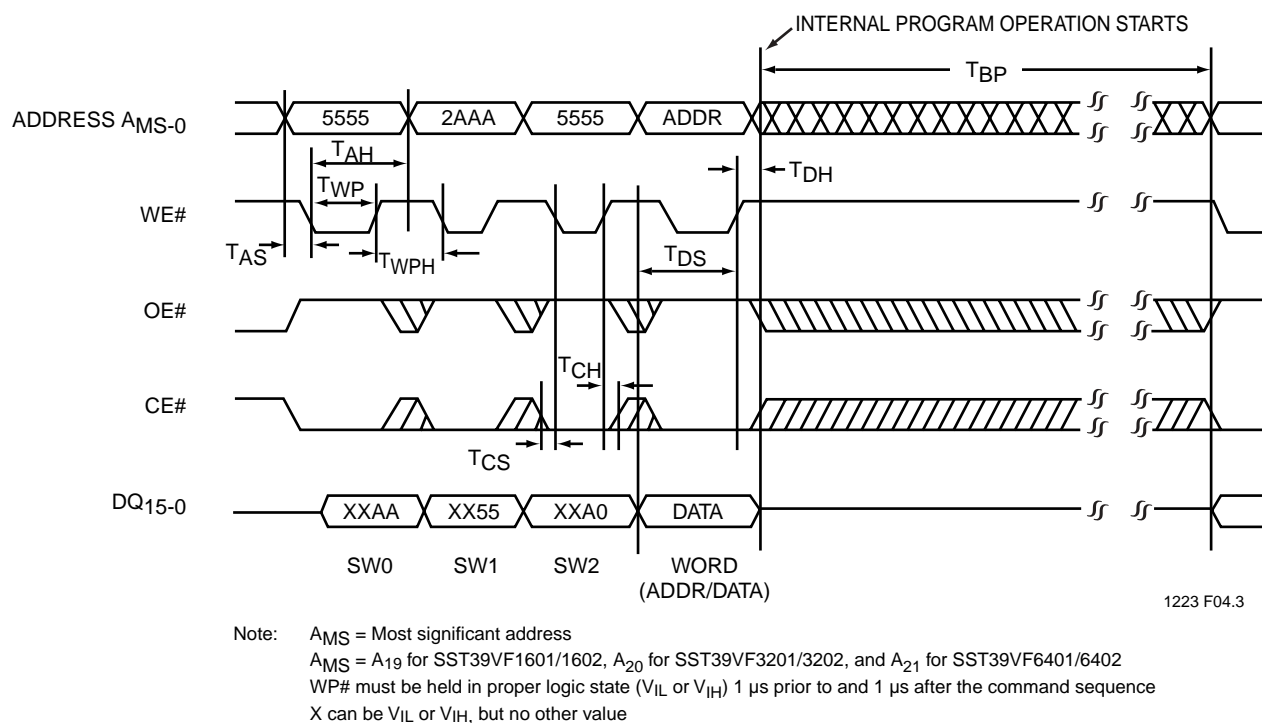 INTERNAL PROGRAM OPERATION STARTS
TBP
ADDRESS AMS-0
5555
2AAA
5555
ADDR
TAH
TDH
TWP
WE#
TAS
TWPH
TDS
OE#
TCH
CE#
TCS
DQ15-0
XXAA
XX55
XXA0
DATA
SW0
SW1
SW2
WORD
(ADDR/DATA)
1223 F04.3
Note: AMS = Most significant address
AMS = A19 for SST39VF1601/1602, A20 for SST39VF3201/3202, and A21 for SST39VF6401/6402
WP# must be held in proper logic state (VIL or VIH) 1 µs prior to and 1 µs after the command sequence
X can be VIL or VIH, but no other value